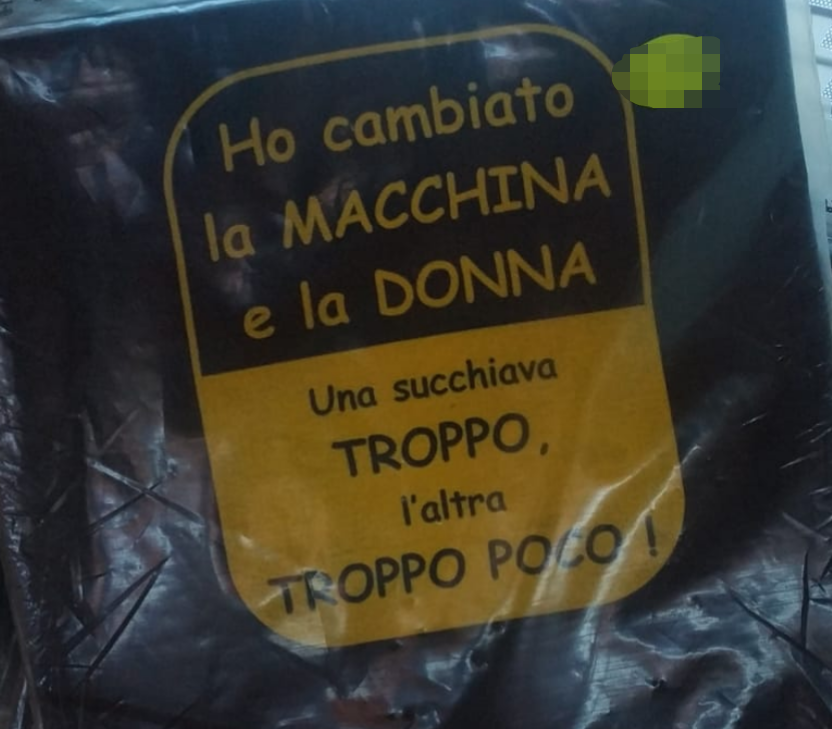 Ho cambiato
la MACCHINA
e la DONNA
Una succhiava
TROPPO,
l'altra
TROPPO POCO !